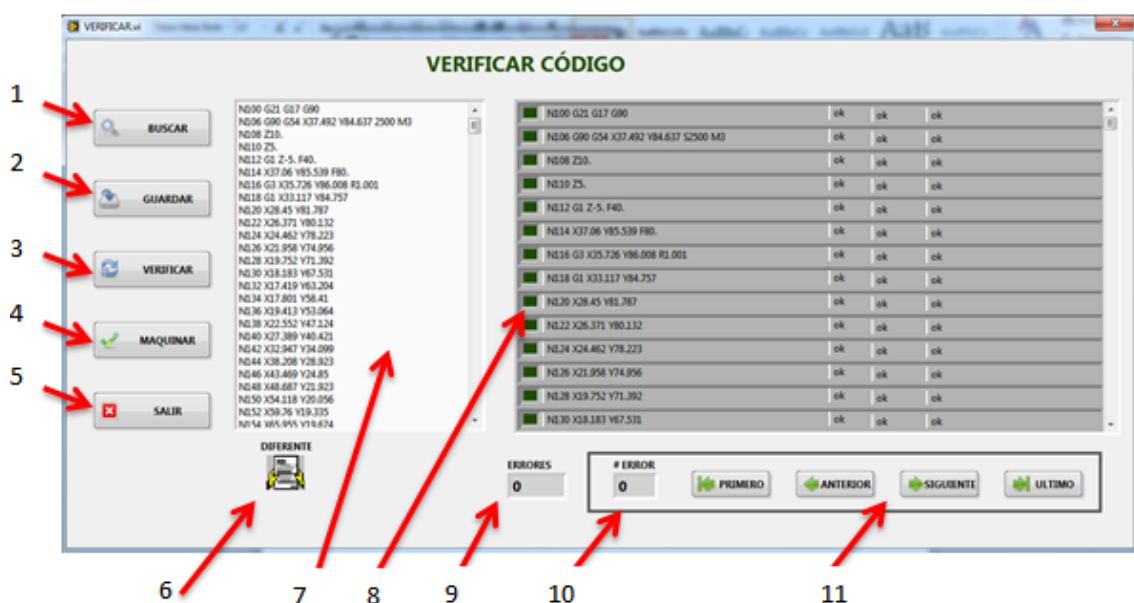 VERIFICAR.vi
VERIFICAR CÓDIGO
1
BUSCAR
2
GUARDAR
3
VERIFICAR
4
MAQUINAR
5
SALIR
N100 G21 G17 G90
N106 G90 G54 X37.492 Y84.637 2500 M3
N108 Z10.
N110 Z5.
N112 G1 Z-5. F40.
N114 X37.06 Y85.539 F80.
N116 G3 X35.726 Y86.008 R1.001
N118 G1 X33.117 Y84.757
N120 X28.45 Y81.787
N122 X26.371 Y80.132
N124 X24.462 Y78.223
N126 X21.958 Y74.956
N128 X19.752 Y71.392
N130 X18.183 Y67.531
N132 X17.419 Y63.204
N134 X17.801 Y58.41
N136 X19.413 Y53.064
N138 X22.552 Y47.124
N140 X27.389 Y40.421
N142 X32.947 Y34.099
N144 X38.208 Y28.923
N146 X43.469 Y24.85
N148 X48.687 Y21.923
N150 X54.118 Y20.056
N152 X59.76 Y19.335
N154 X65.955 Y19.674
N100 G21 G17 G90 ok ok ok
N106 G90 G54 X37.492 Y84.637 S2500 M3 ok ok ok
N108 Z10. ok ok ok
N110 Z5. ok ok ok
N112 G1 Z-5. F40. ok ok ok
N114 X37.06 Y85.539 F80. ok ok ok
N116 G3 X35.726 Y86.008 R1.001 ok ok ok
N118 G1 X33.117 Y84.757 ok ok ok
N120 X28.45 Y81.787 ok ok ok
N122 X26.371 Y80.132 ok ok ok
N124 X24.462 Y78.223 ok ok ok
N126 X21.958 Y74.956 ok ok ok
N128 X19.752 Y71.392 ok ok ok
N130 X18.183 Y67.531 ok ok ok
DIFERENTE
ERRORES
0
# ERROR
0
PRIMERO
ANTERIOR
SIGUIENTE
ULTIMO
6
7
8
9
10
11